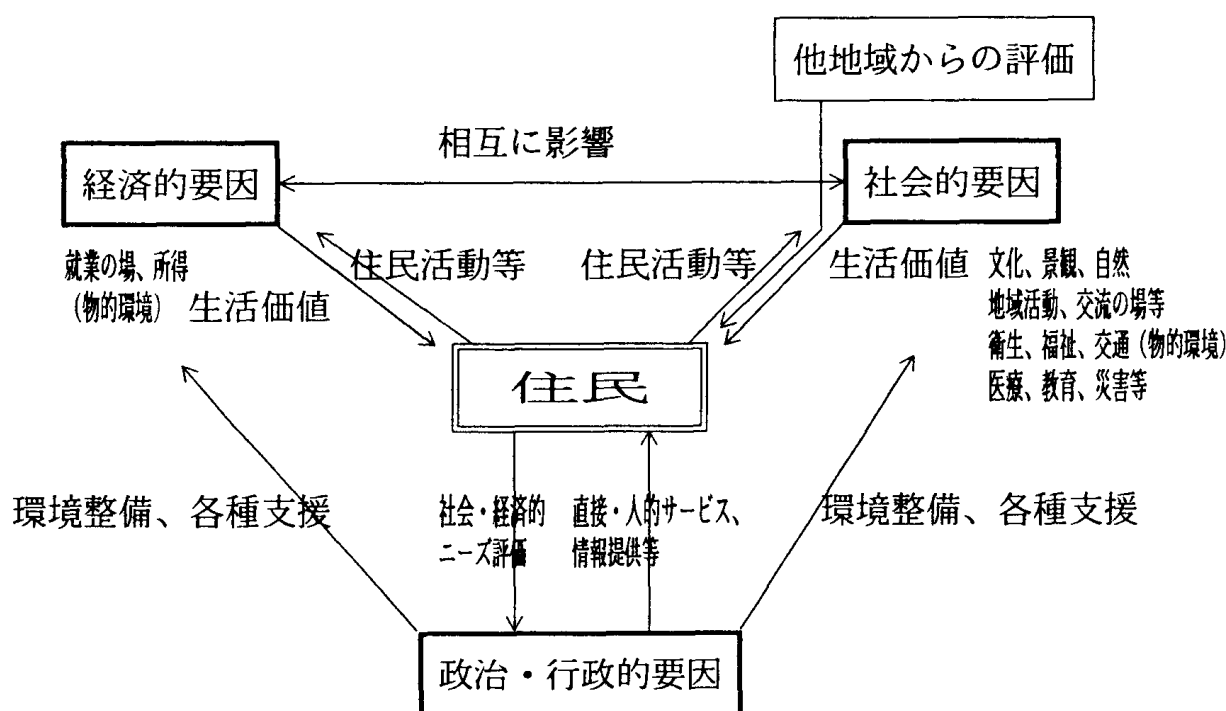 他地域からの評価
相互に影響
経済的要因
社会的要因
就業の場、所得
(物的環境)
生活価値
住民活動等
住民活動等
生活価値
文化、景観、自然
地域活動、交流の場等
衛生、福祉、交通(物的環境)
医療、教育、災害等
住民
環境整備、各種支援
社会・経済的
ニーズ評価
直接・人的サービス、
情報提供等
環境整備、各種支援
政治・行政的要因